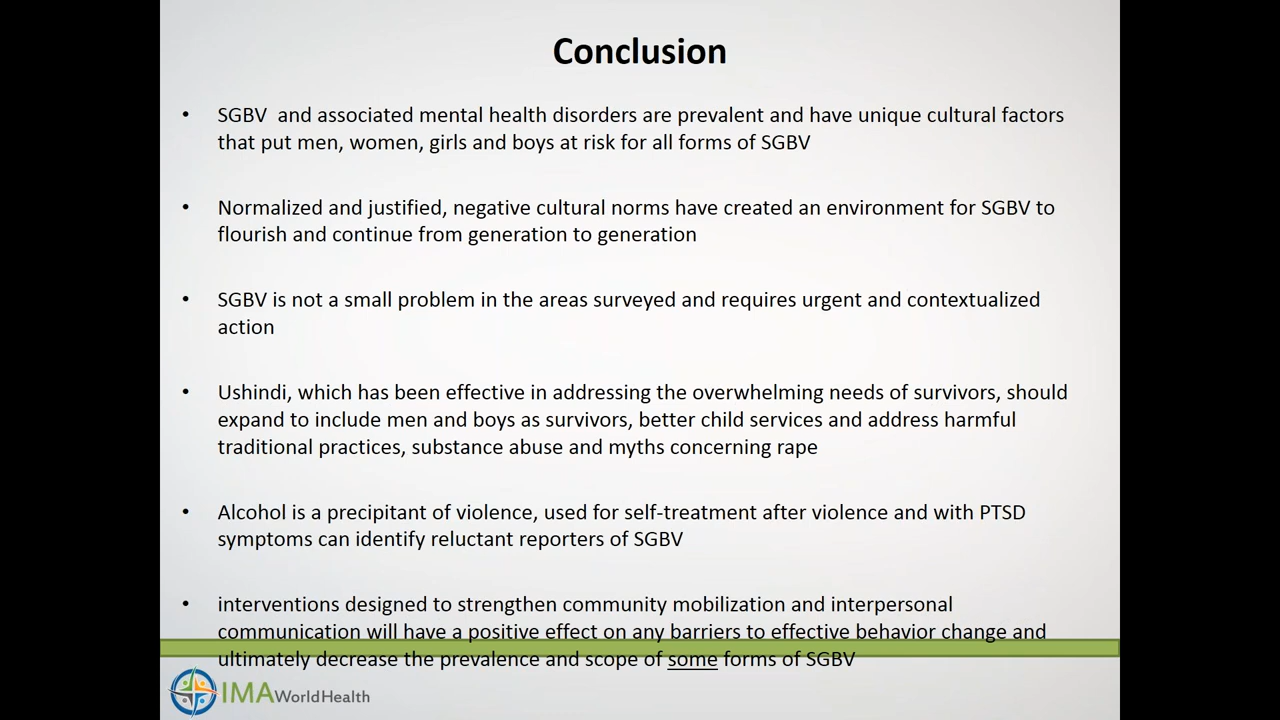 Conclusion
• SGBV and associated mental health disorders are prevalent and have unique cultural factors
that put men, women, girls and boys at risk for all forms of SGBV
• Normalized and justified, negative cultural norms have created an environment for SGBV to
flourish and continue from generation to generation
• SGBV is not a small problem in the areas surveyed and requires urgent and contextualized
action
• Ushindi, which has been effective in addressing the overwhelming needs of survivors, should
expand to include men and boys as survivors, better child services and address harmful
traditional practices, substance abuse and myths concerning rape
• Alcohol is a precipitant of violence, used for self-treatment after violence and with PTSD
symptoms can identify reluctant reporters of SGBV
• interventions designed to strengthen community mobilization and interpersonal
communication will have a positive effect on any barriers to effective behavior change and
ultimately decrease the prevalence and scope of some forms of SGBV
IMAWorldHealth